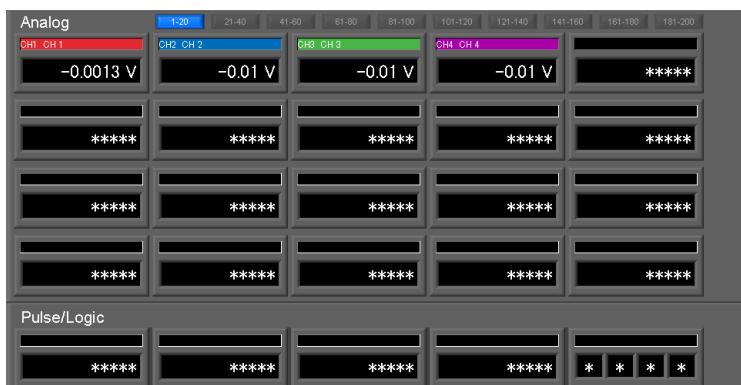 Analog 1-20 21-40 41-60 61-80 81-100 101-120 121-140 141-160 161-180 181-200
CH1 CH 1 CH2 CH 2 CH3 CH 3 CH4 CH 4
-0.0013 V -0.01 V -0.01 V -0.01 V *****
***** ***** ***** ***** *****
***** ***** ***** ***** *****
***** ***** ***** ***** *****
Pulse/Logic
***** ***** ***** ***** * * * *